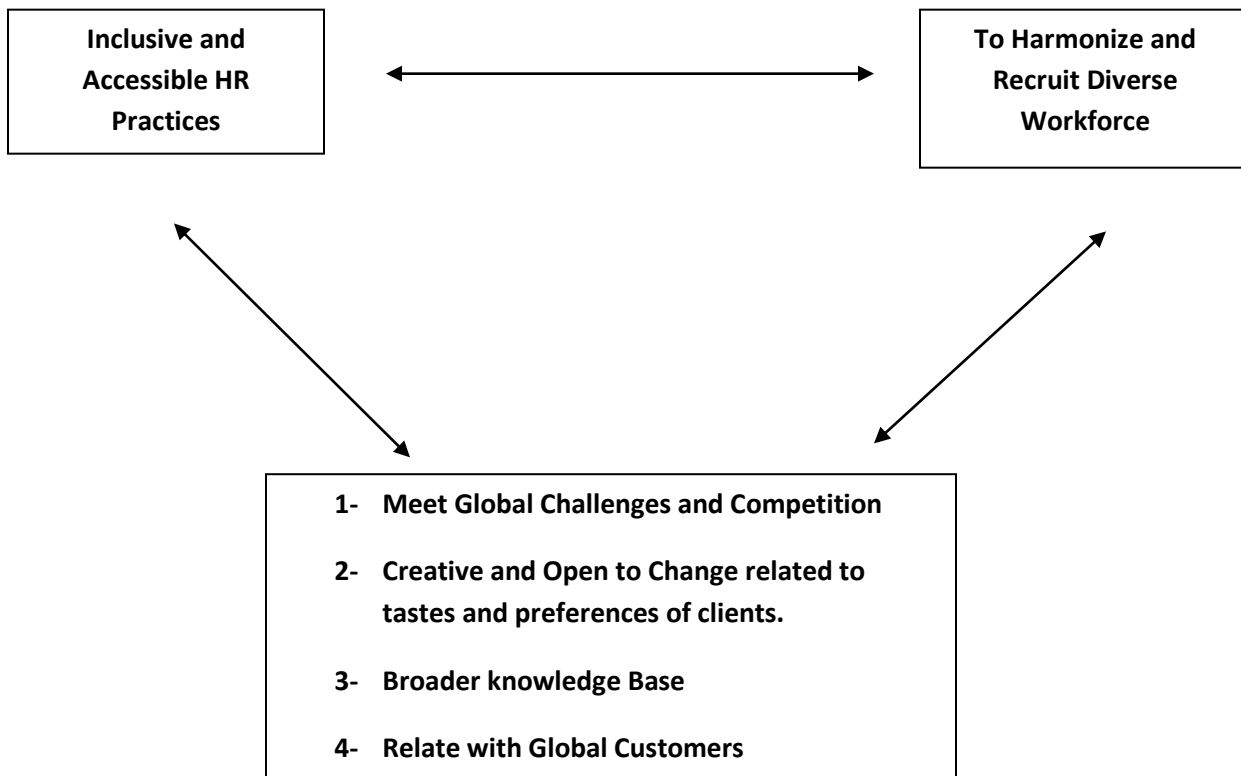 Inclusive and
Accessible HR
Practices
To Harmonize and
Recruit Diverse
Workforce
1- Meet Global Challenges and Competition
2- Creative and Open to Change related to
tastes and preferences of clients.
3- Broader knowledge Base
4- Relate with Global Customers